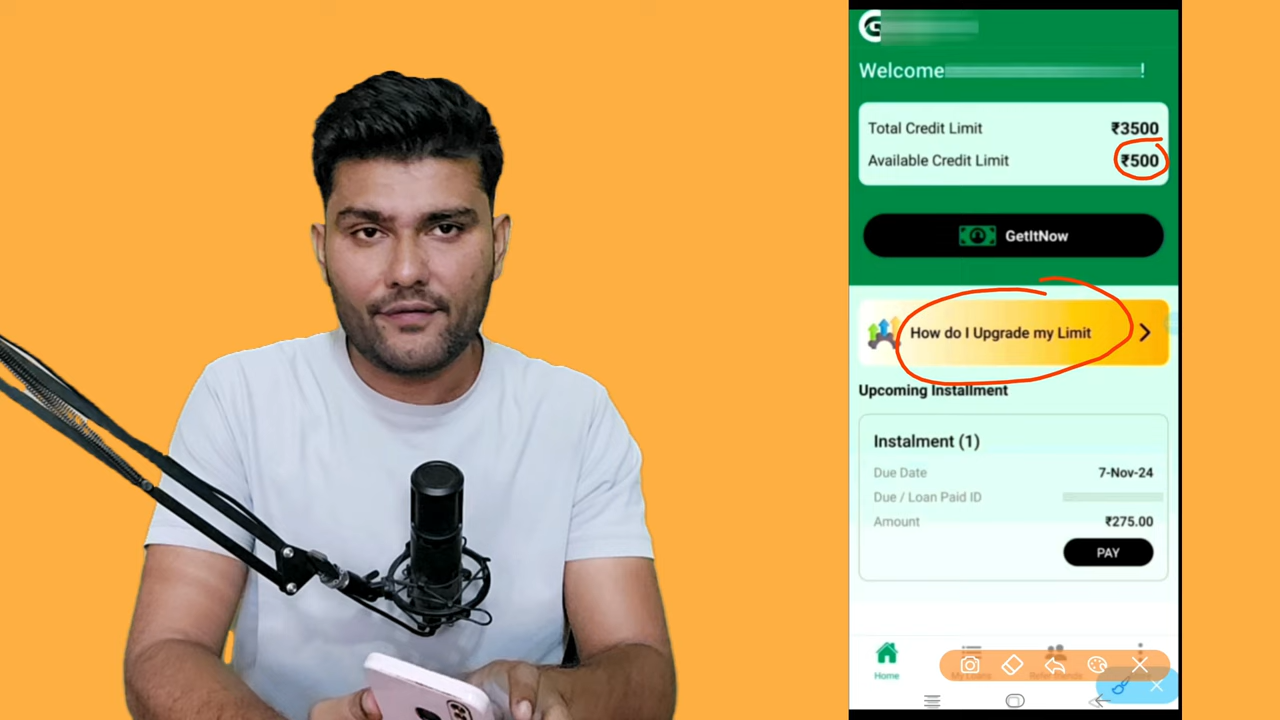 Welcome !
Total Credit Limit ₹3500
Available Credit Limit ₹500
GetItNow
How do I Upgrade my Limit
Upcoming Installment
Instalment (1)
Due Date 7-Nov-24
Due / Loan Paid ID
Amount ₹275.00
PAY
Home